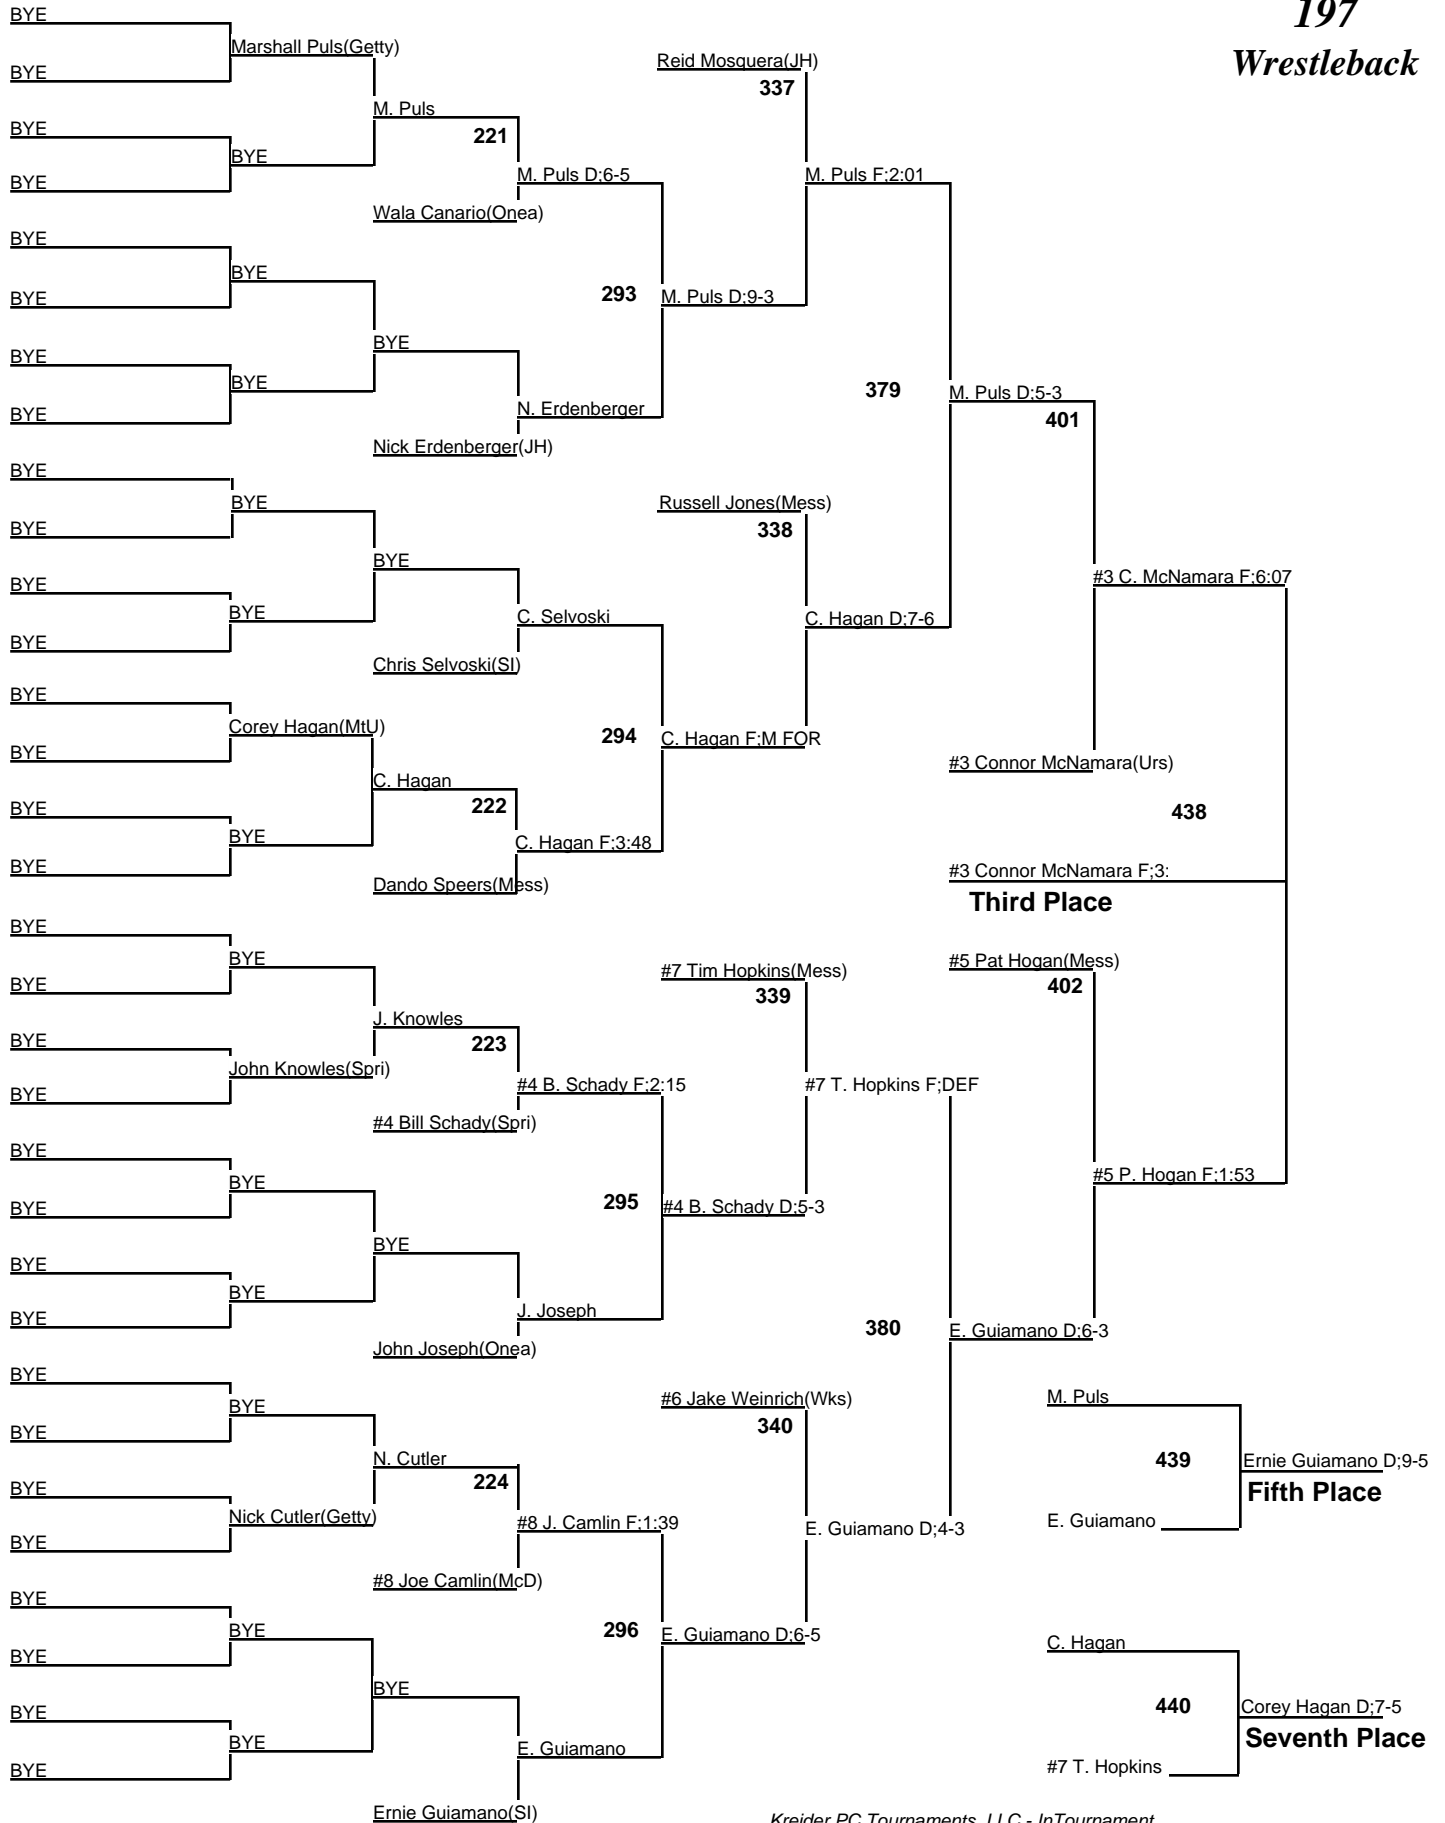 197
Wrestleback
BYE
Marshall Puls(Getty)
BYE
Reid Mosquera(JH)
337
M. Puls
BYE
221
BYE
BYE
M. Puls D;6-5
M. Puls F;2:01
Wala Canario(Onea)
BYE
BYE
BYE
293
M. Puls D;9-3
BYE
BYE
BYE
379
M. Puls D;5-3
BYE
N. Erdenberger
401
Nick Erdenberger(JH)
BYE
BYE
Russell Jones(Mess)
BYE
338
BYE
#3 C. McNamara F;6:07
BYE
BYE
C. Selvoski
C. Hagan D;7-6
BYE
Chris Selvoski(SI)
BYE
Corey Hagan(MtU)
294
C. Hagan F;M FOR
BYE
#3 Connor McNamara(Urs)
C. Hagan
BYE
222
438
BYE
C. Hagan F;3:48
BYE
#3 Connor McNamara F;3:
Dando Speers(Mess)
Third Place
BYE
BYE
#7 Tim Hopkins(Mess)
#5 Pat Hogan(Mess)
BYE
339
402
J. Knowles
BYE
223
John Knowles(Spri)
BYE
#4 B. Schady F;2:15
#7 T. Hopkins F;DEF
#4 Bill Schady(Spri)
BYE
BYE
#5 P. Hogan F;1:53
BYE
295
#4 B. Schady D;5-3
BYE
BYE
BYE
BYE
J. Joseph
380
E. Guiamano D;6-3
John Joseph(Onea)
BYE
BYE
#6 Jake Weinrich(Wks)
M. Puls
BYE
340
N. Cutler
439
Ernie Guiamano D;9-5
BYE
224
Fifth Place
Nick Cutler(Getty)
#8 J. Camlin F;1:39
E. Guiamano D;4-3
E. Guiamano
BYE
#8 Joe Camlin(McD)
BYE
BYE
296
E. Guiamano D;6-5
C. Hagan
BYE
BYE
BYE
440
Corey Hagan D;7-5
BYE
E. Guiamano
Seventh Place
BYE
#7 T. Hopkins
Ernie Guiamano(SI)
Kreider PC Tournaments, LLC - InTournament